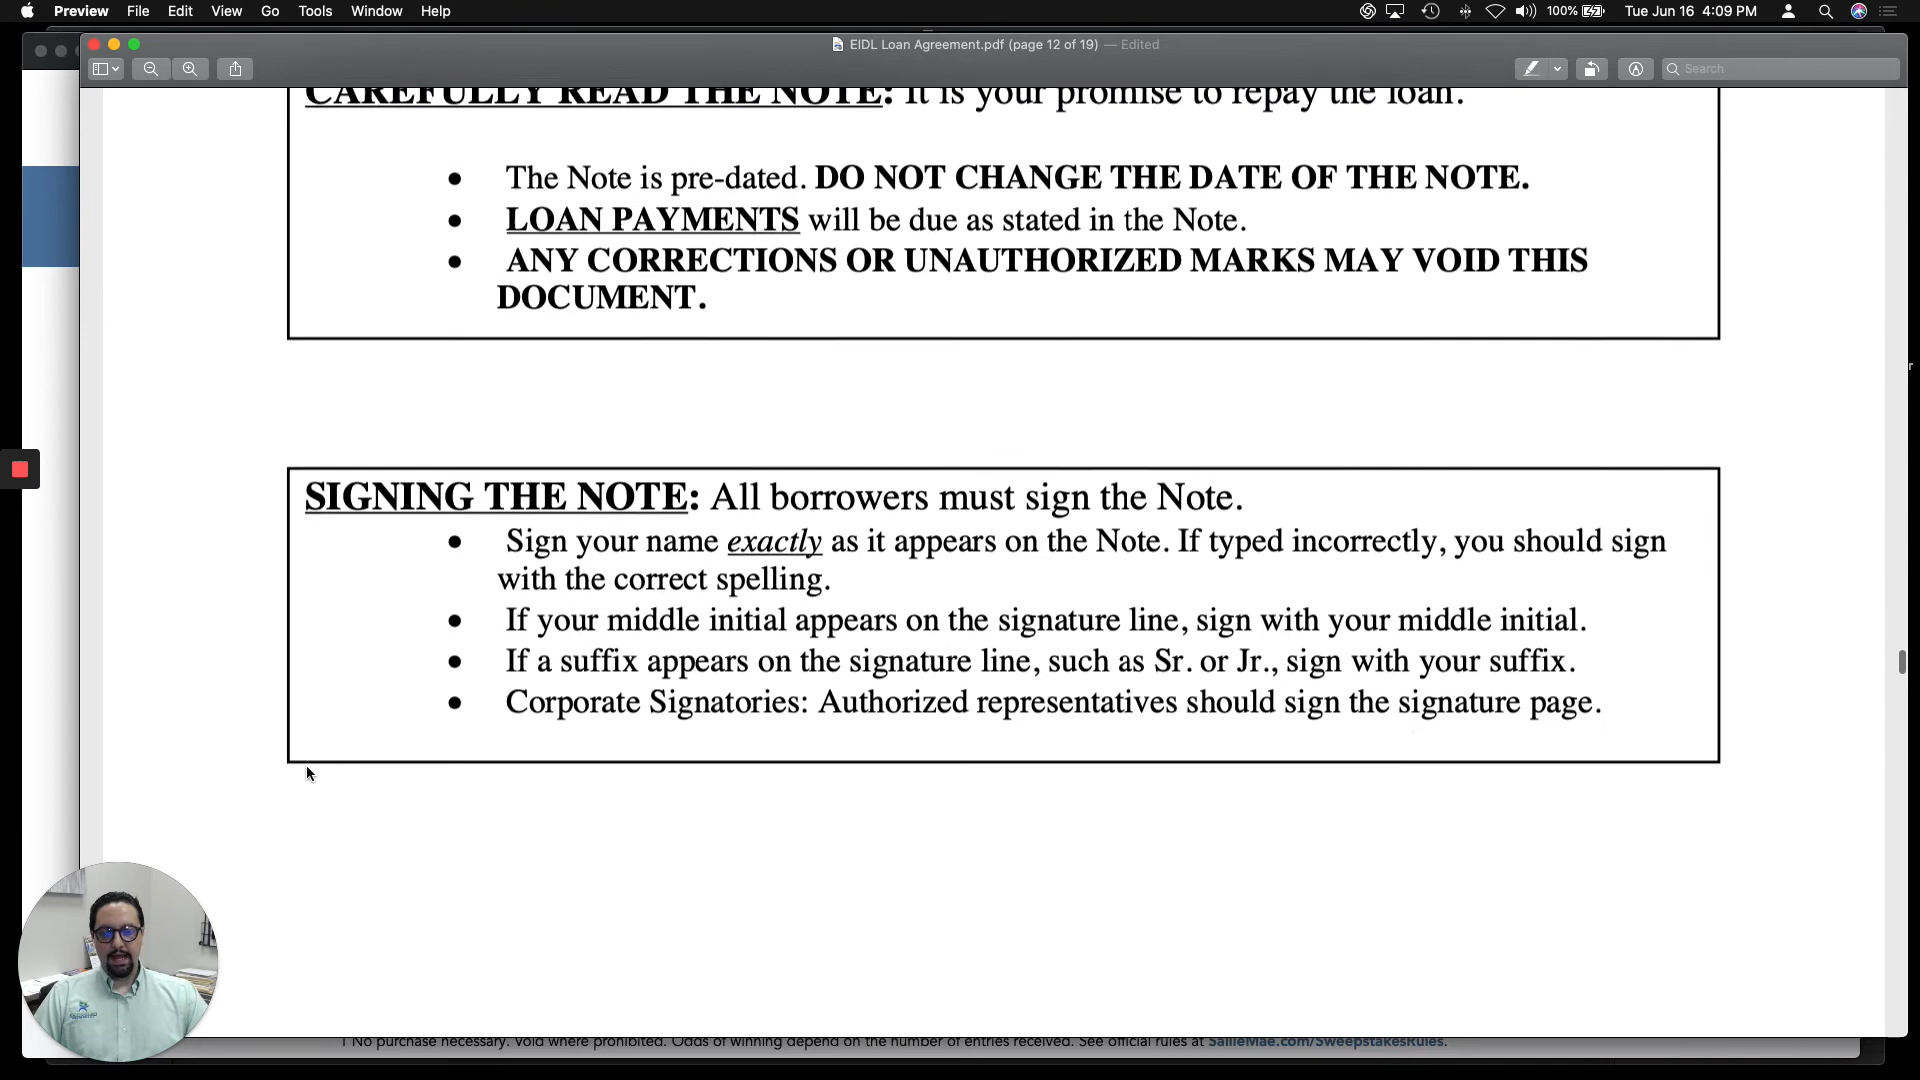 Preview File Edit View Go Tools Window Help 100% Tue Jun 16 4:09 PM
EIDL Loan Agreement.pdf (page 12 of 19) — Edited
Search
CAREFULLY READ THE NOTE: It is your promise to repay the loan.
• The Note is pre-dated. DO NOT CHANGE THE DATE OF THE NOTE.
• LOAN PAYMENTS will be due as stated in the Note.
• ANY CORRECTIONS OR UNAUTHORIZED MARKS MAY VOID THIS
DOCUMENT.
SIGNING THE NOTE: All borrowers must sign the Note.
• Sign your name exactly as it appears on the Note. If typed incorrectly, you should sign
with the correct spelling.
• If your middle initial appears on the signature line, sign with your middle initial.
• If a suffix appears on the signature line, such as Sr. or Jr., sign with your suffix.
• Corporate Signatories: Authorized representatives should sign the signature page.
No purchase necessary. Void where prohibited. Odds of winning depend on the number of entries received. See official rules at SallieMae.com/SweepstakesRules.